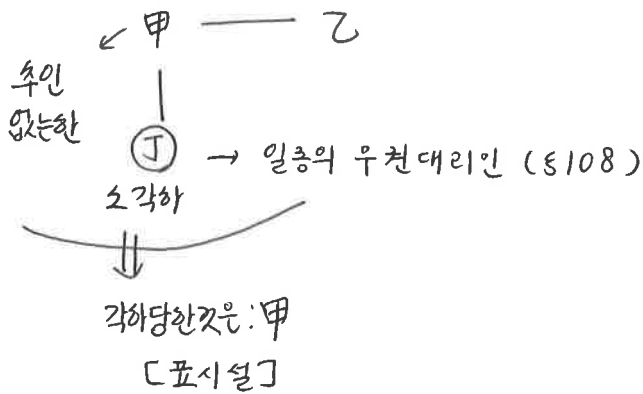 甲 乙
추인
없는한
J → 일종의 무권대리인 (§108)
소각하
각하당한것은: 甲
[표시설]